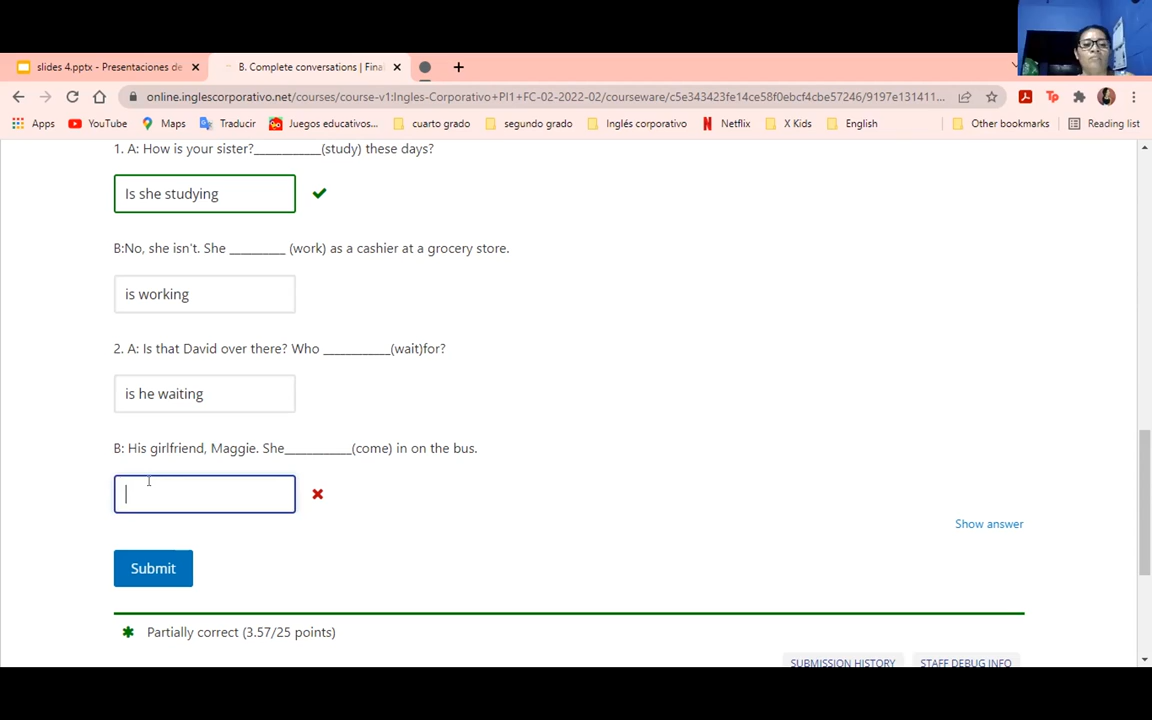 slides 4.pptx - Presentaciones de
B. Complete conversations | Fina
online.inglescorporativo.net/courses/course-v1:Ingles-Corporativo+PI1+FC-02-2022-02/courseware/c5e343423fe14ce58f0ebcf4cbe57246/9197e131411...
Apps YouTube Maps Traducir Juegos educativos... cuarto grado segundo grado Inglés corporativo Netflix X Kids English Other bookmarks Reading list
1. A: How is your sister?____________(study) these days?
Is she studying
B:No, she isn't. She __________ (work) as a cashier at a grocery store.
is working
2. A: Is that David over there? Who ____________(wait)for?
is he waiting
B: His girlfriend, Maggie. She____________(come) in on the bus.
Show answer
Submit
Partially correct (3.57/25 points)
SUBMISSION HISTORY STAFF DEBUG INFO